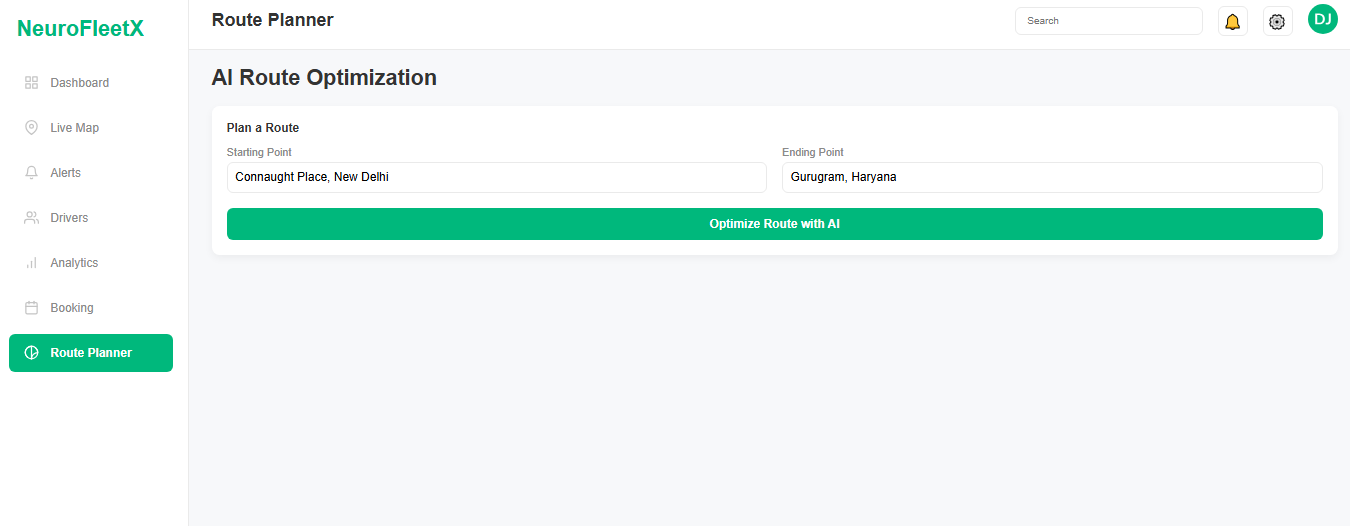 NeuroFleetX
Route Planner
Search
DJ
Dashboard
Live Map
Alerts
Drivers
Analytics
Booking
Route Planner
AI Route Optimization
Plan a Route
Starting Point
Ending Point
Connaught Place, New Delhi
Gurugram, Haryana
Optimize Route with AI